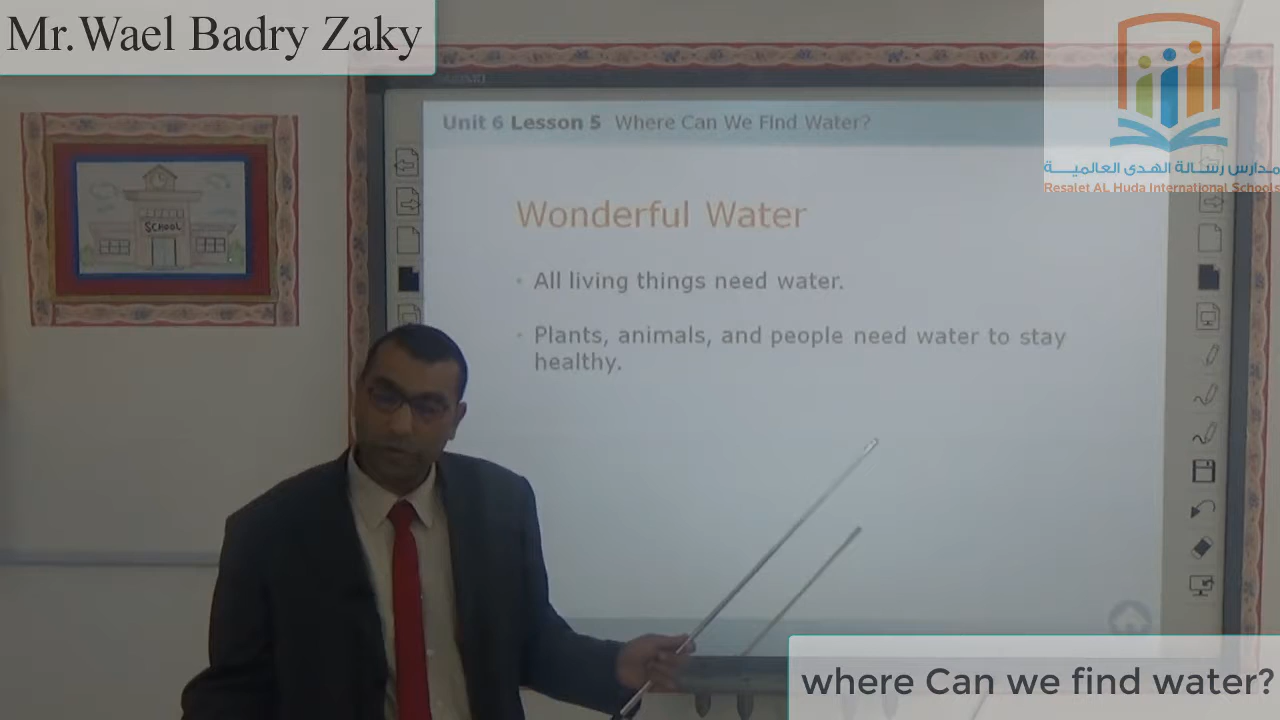 Mr.Wael Badry Zaky
مدارس رسالة الهدى العالمية
Resalet AL Huda International Schools
Unit 6 Lesson 5 Where Can We Find Water?
SCHOOL
Wonderful Water
• All living things need water.
• Plants, animals, and people need water to stay
healthy.
where Can we find water?